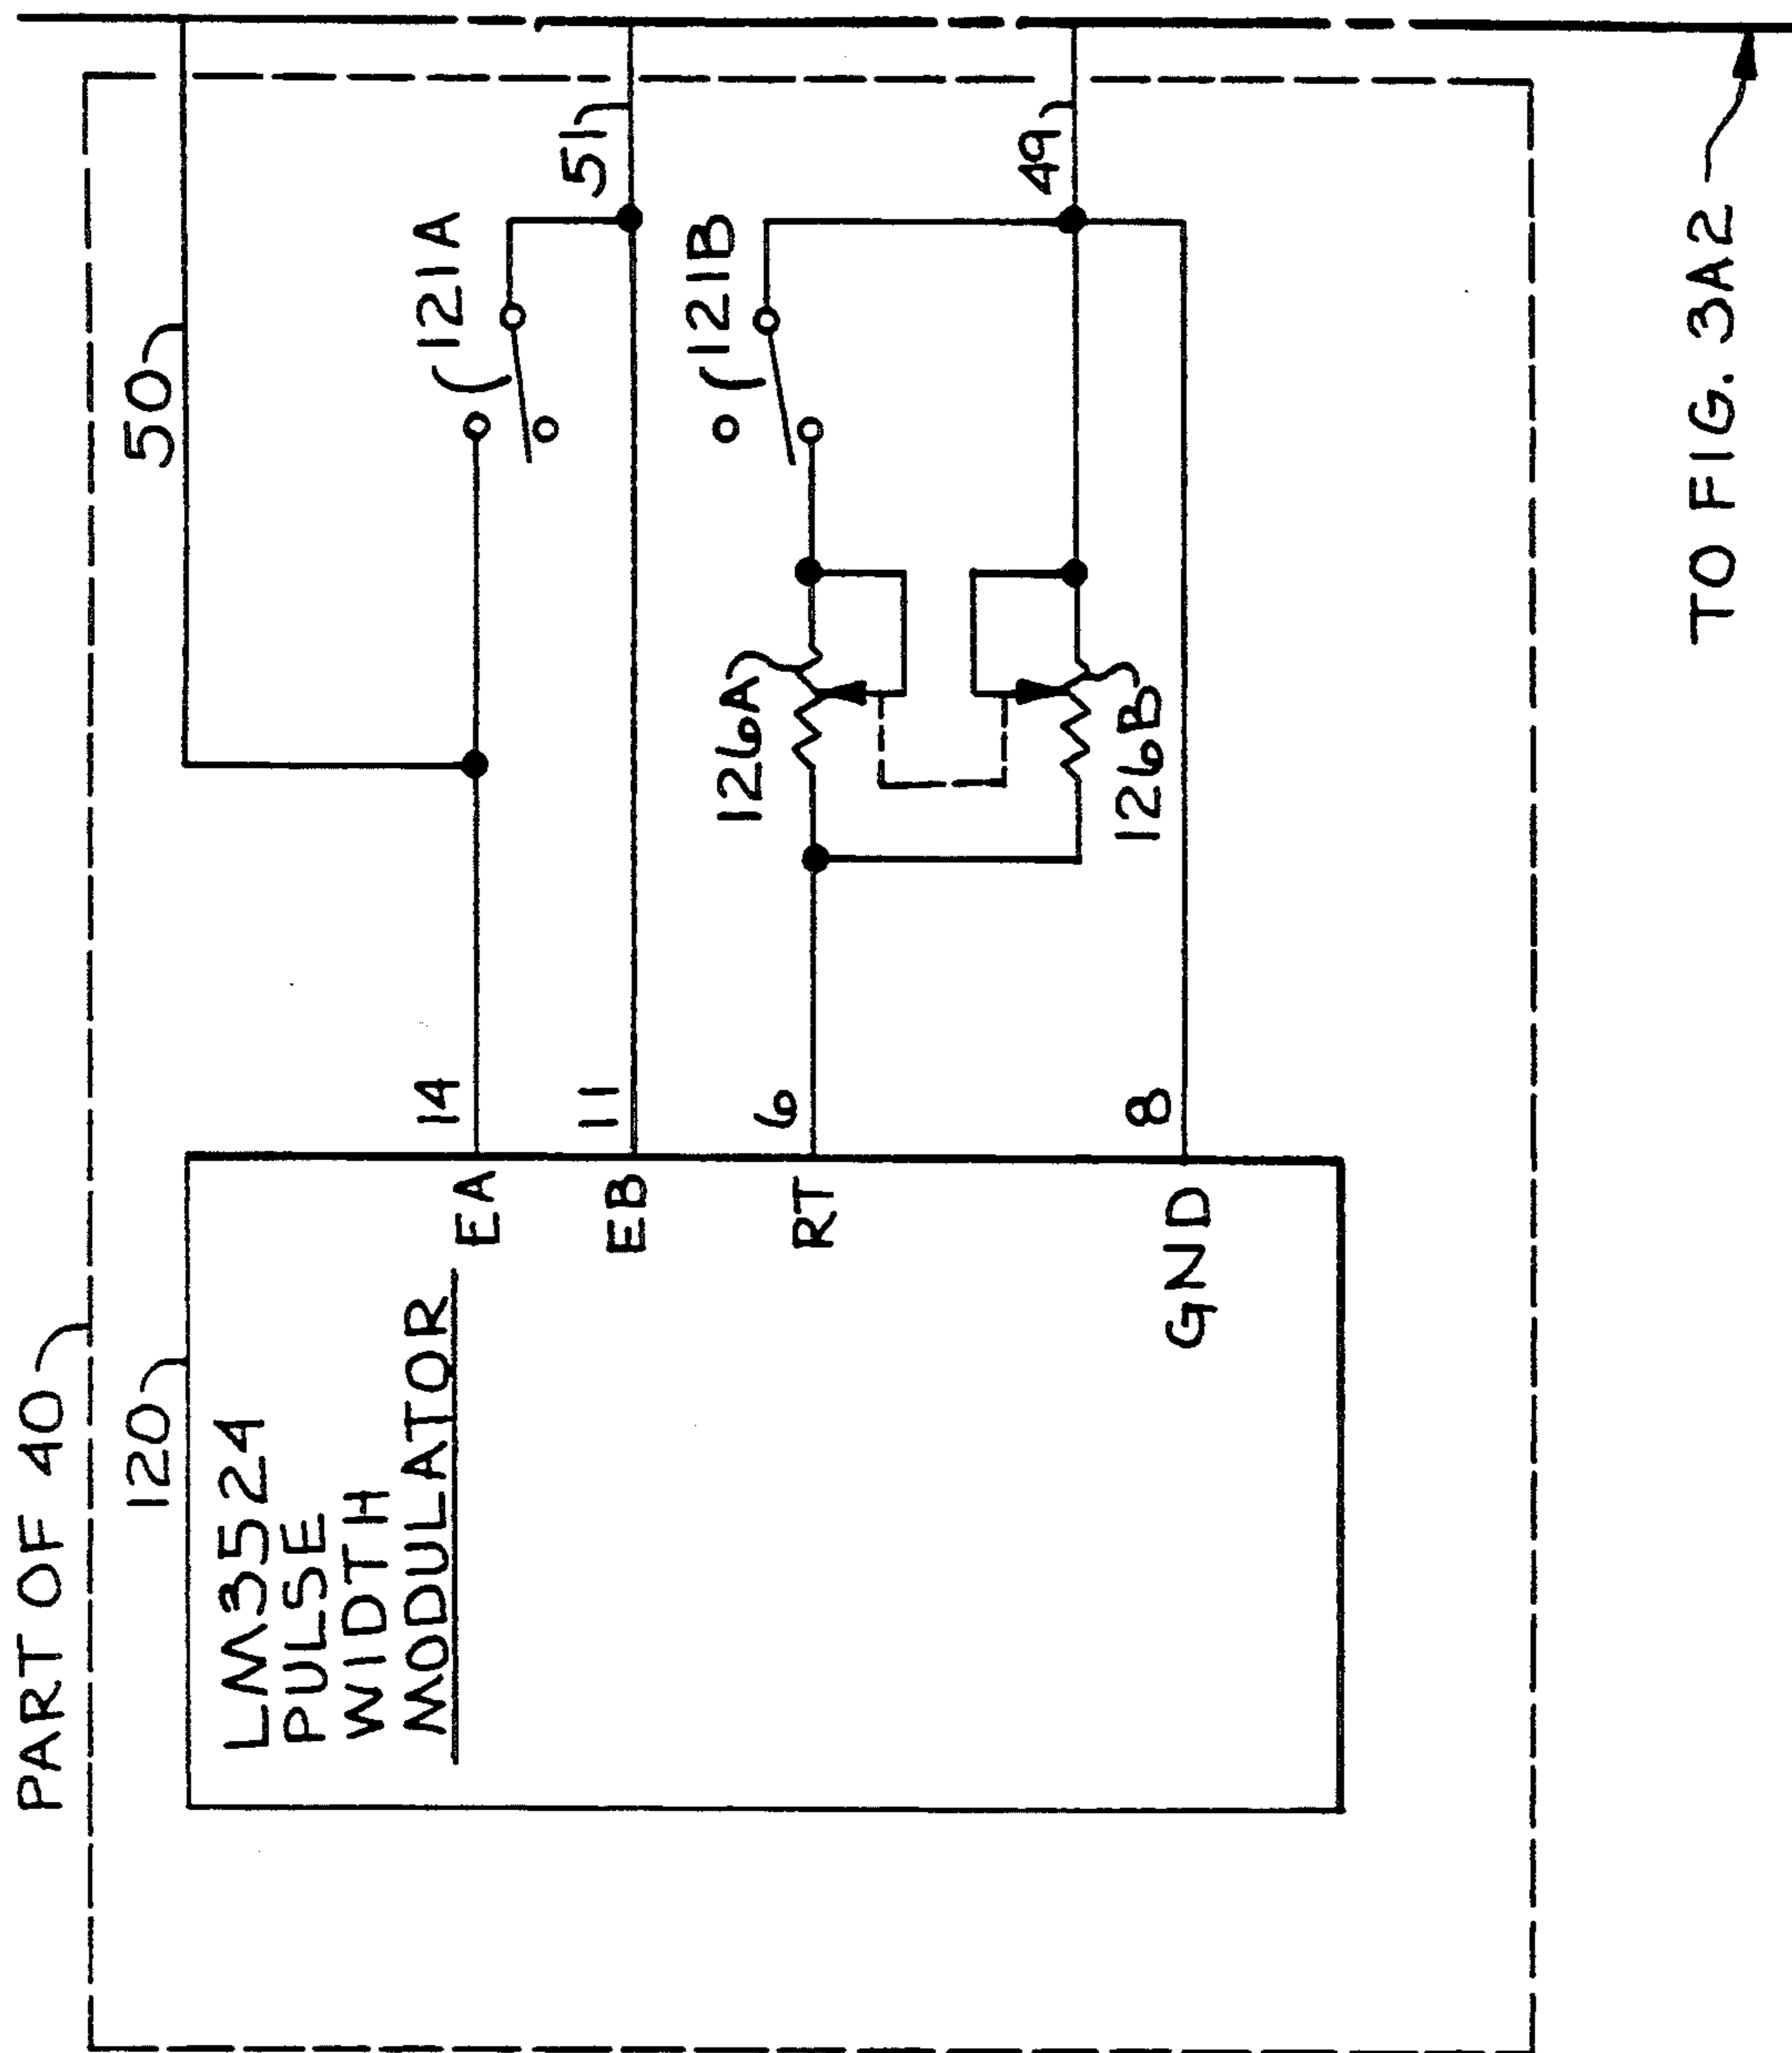 PART OF 40
120
LM3524
PULSE
WIDTH
MODULATOR
EA
EB
RT
GND
14
11
6
8
50
121A
51
121B
126A
126B
49
TO FIG. 3A2